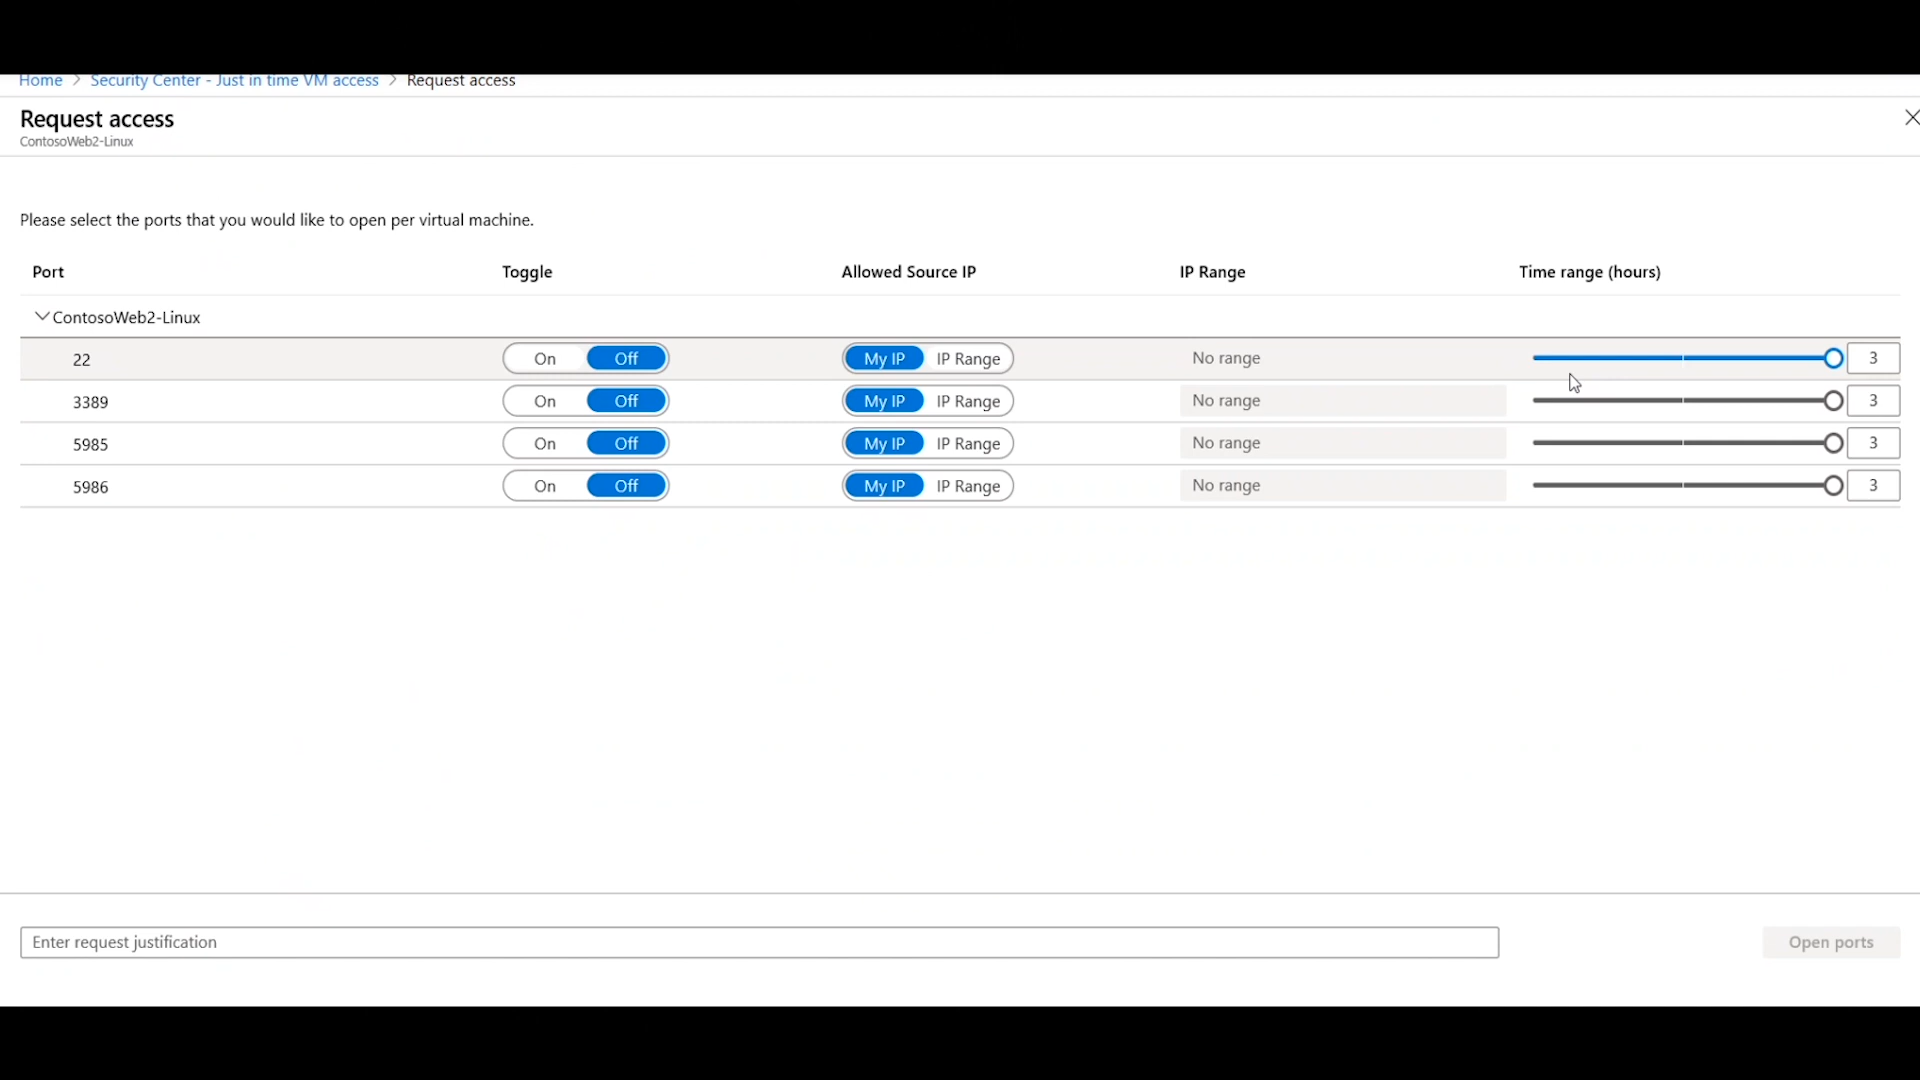 Home > Security Center - Just in time VM access > Request access
Request access
ContosoWeb2-Linux
Please select the ports that you would like to open per virtual machine.
Port Toggle Allowed Source IP IP Range Time range (hours)
ContosoWeb2-Linux
22 On Off My IP IP Range No range 3
3389 On Off My IP IP Range No range 3
5985 On Off My IP IP Range No range 3
5986 On Off My IP IP Range No range 3
Enter request justification Open ports